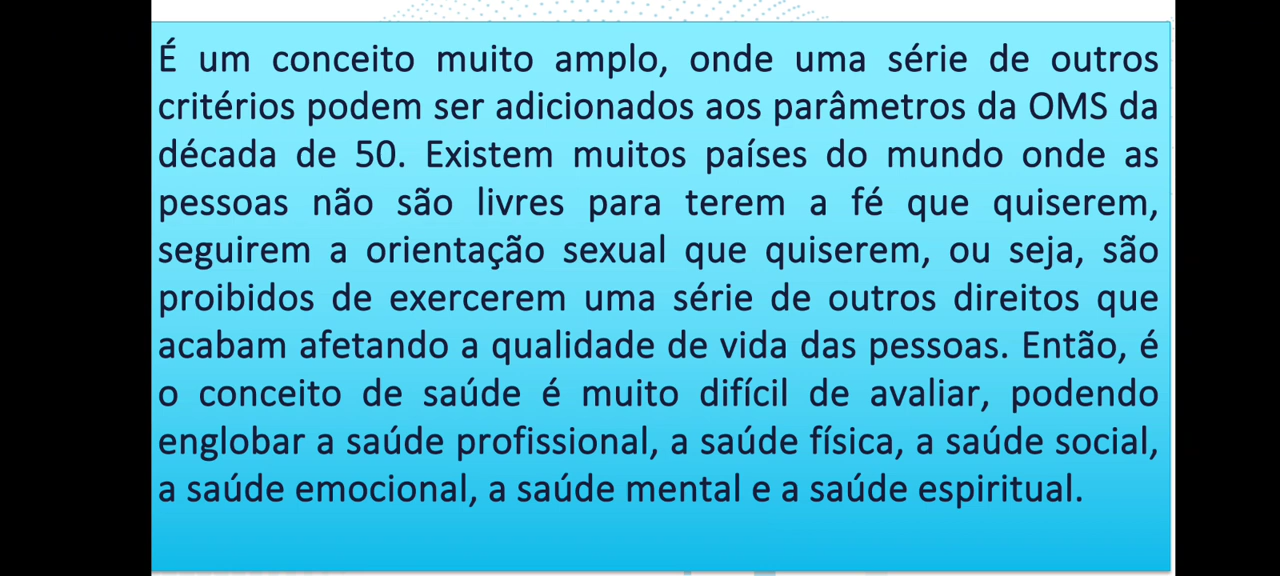 É um conceito muito amplo, onde uma série de outros
critérios podem ser adicionados aos parâmetros da OMS da
década de 50. Existem muitos países do mundo onde as
pessoas não são livres para terem a fé que quiserem,
seguirem a orientação sexual que quiserem, ou seja, são
proibidos de exercerem uma série de outros direitos que
acabam afetando a qualidade de vida das pessoas. Então, é
o conceito de saúde é muito difícil de avaliar, podendo
englobar a saúde profissional, a saúde física, a saúde social,
a saúde emocional, a saúde mental e a saúde espiritual.